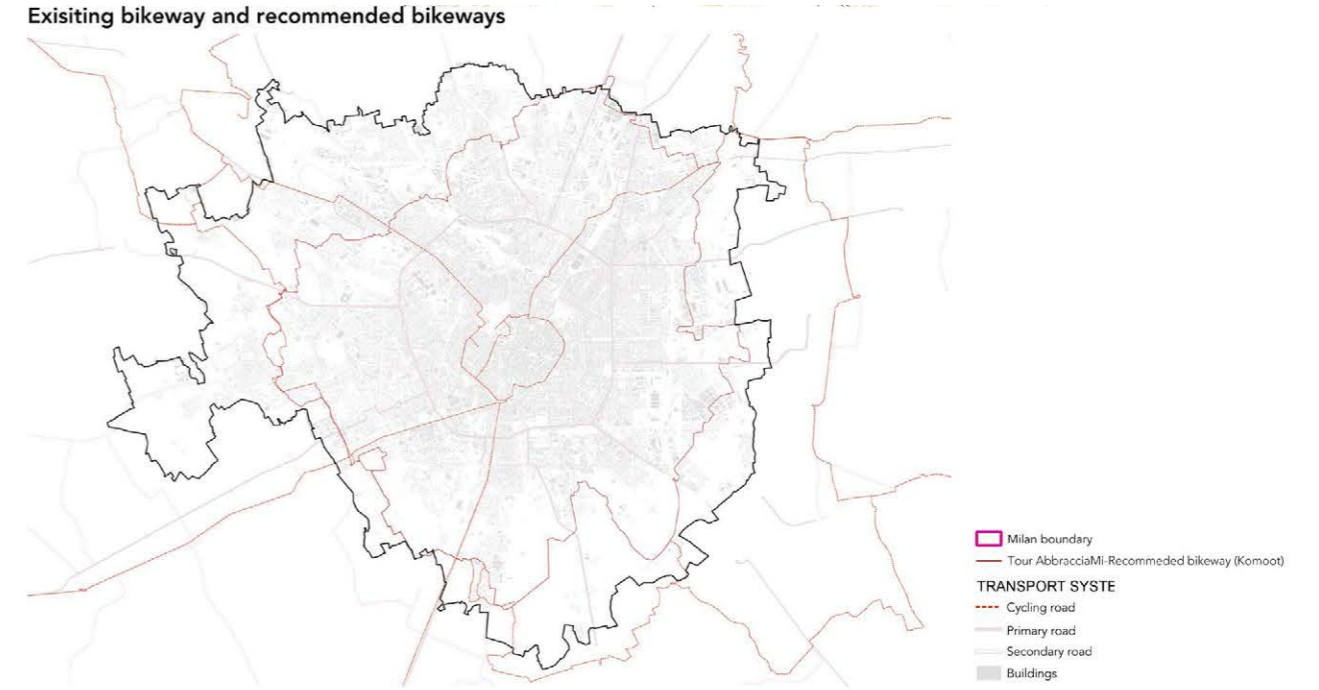 Exisiting bikeway and recommended bikeways
Milan boundary
Tour AbbracciaMi-Recommeded bikeway (Komoot)
TRANSPORT SYSTE
Cycling road
Primary road
Secondary road
Buildings